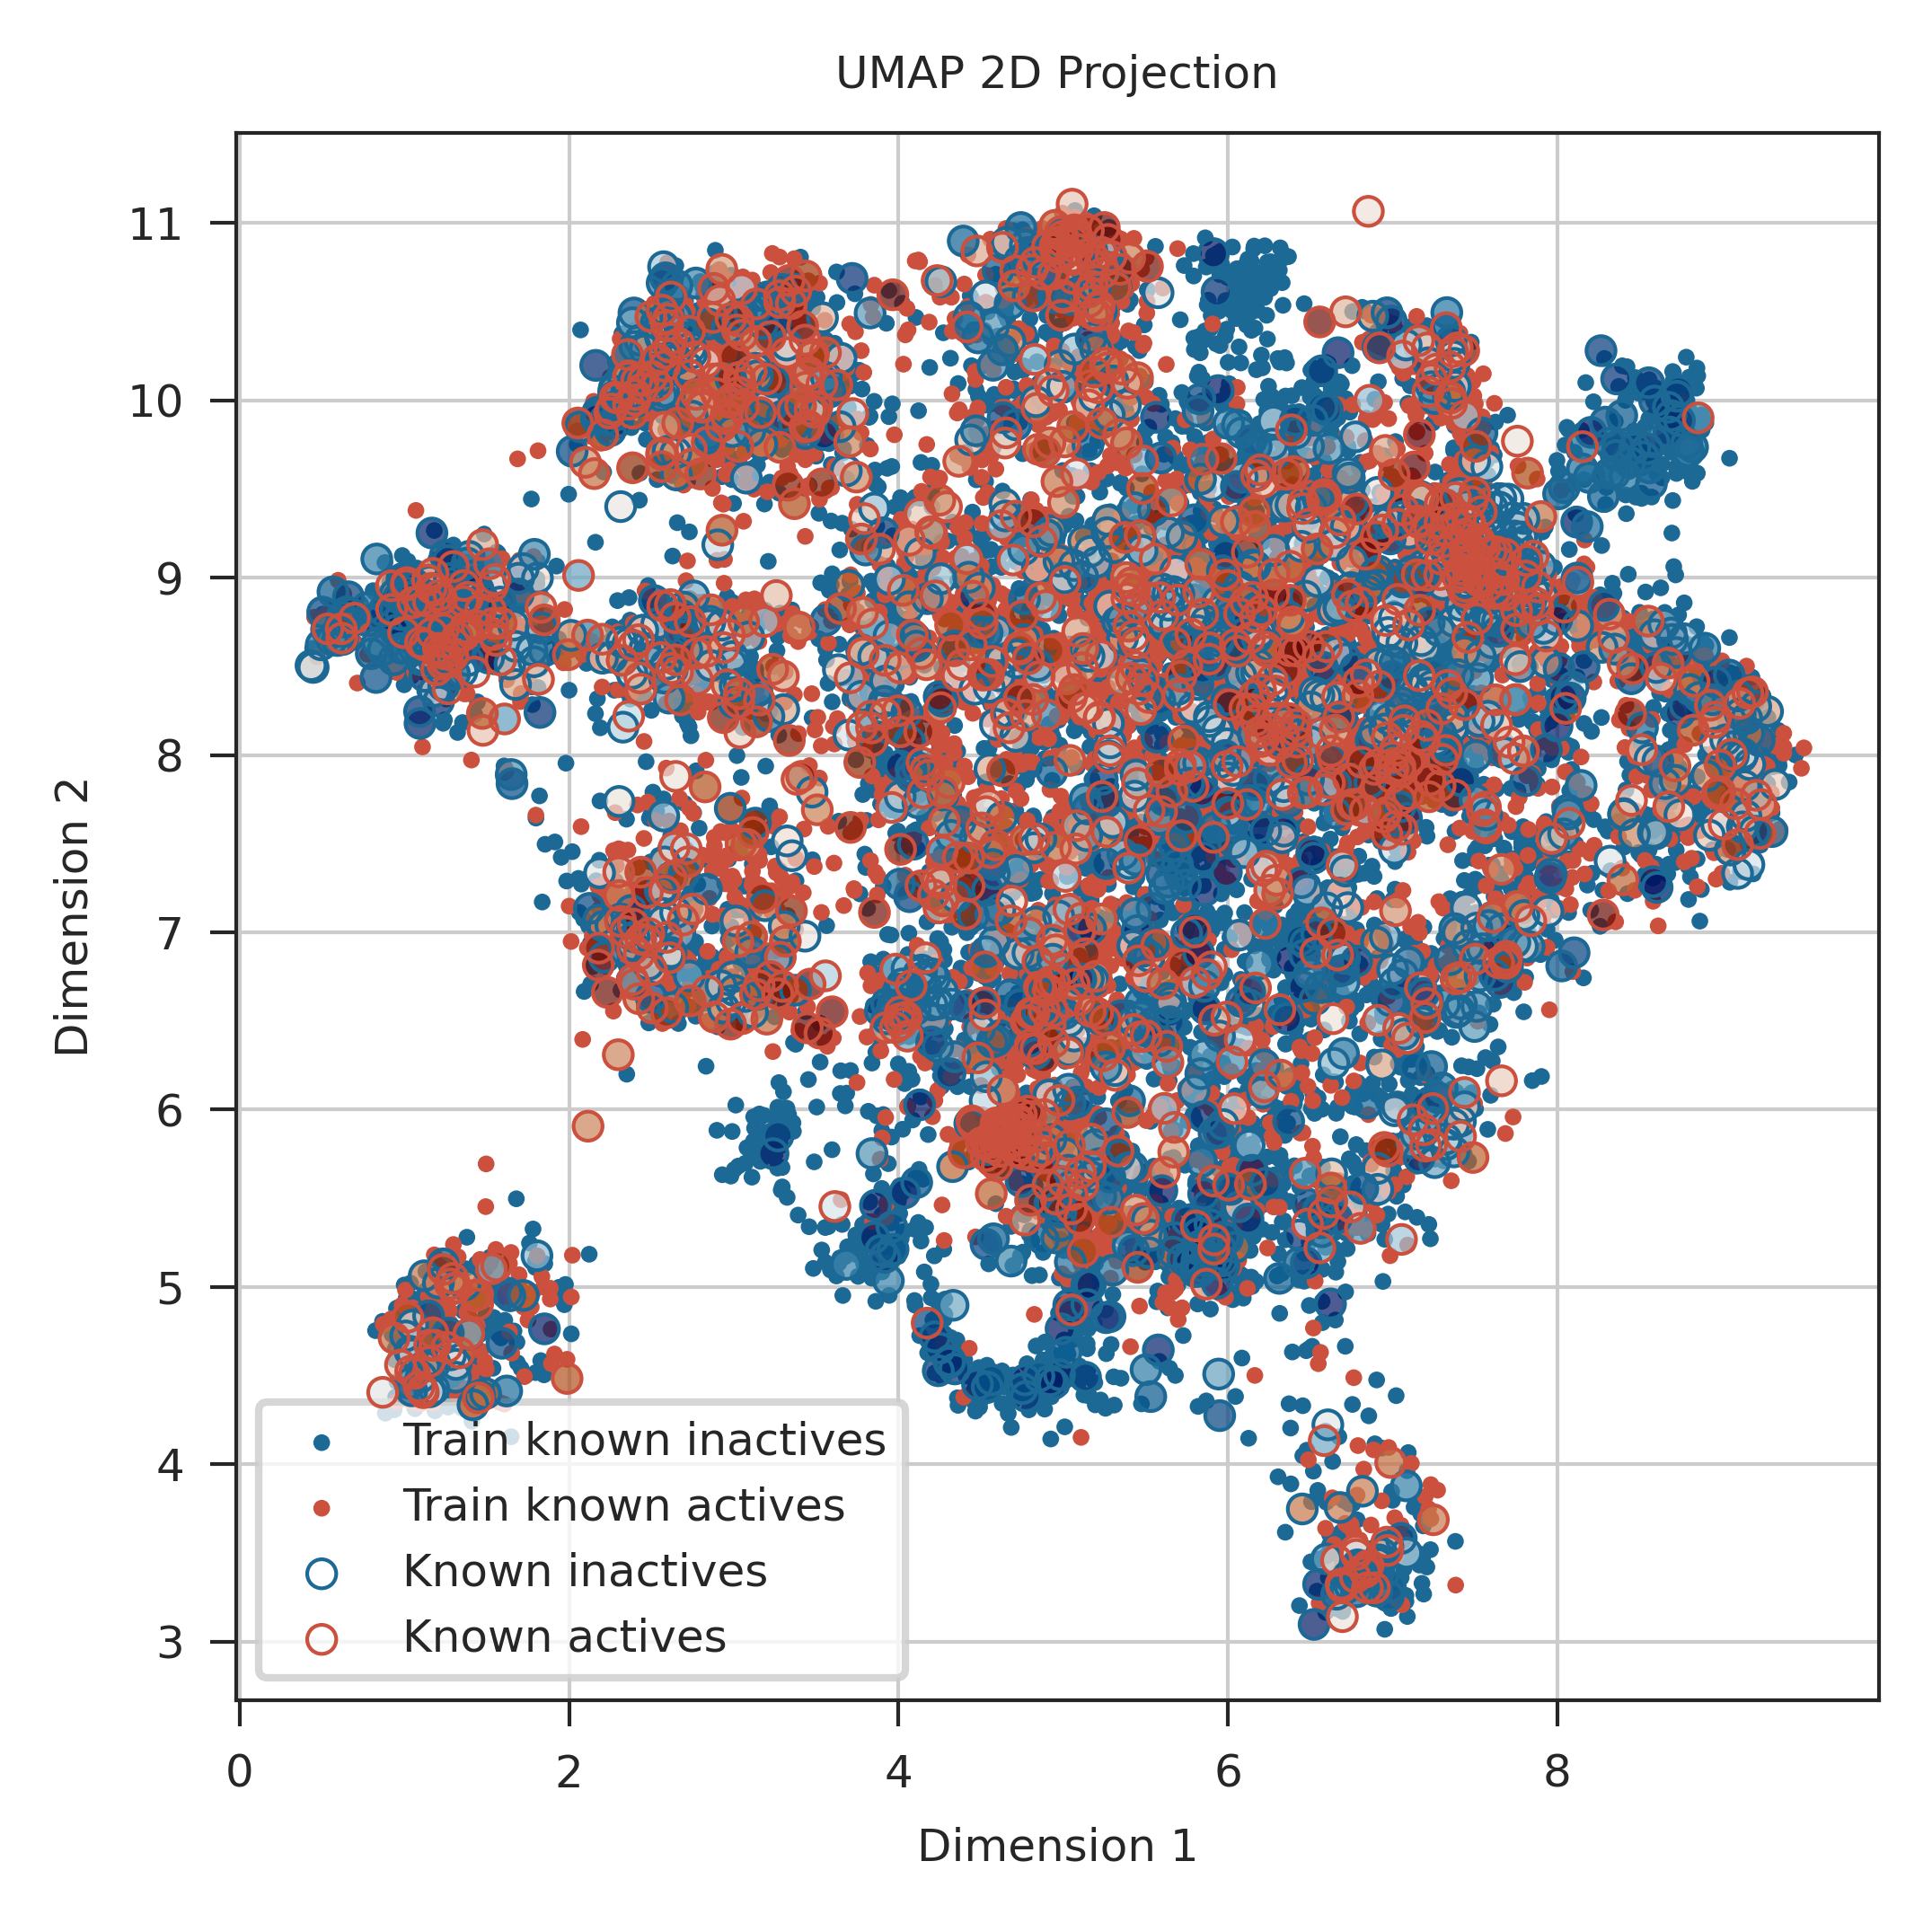 UMAP 2D Projection
11
10
9
8
7
6
5
4
3
Dimension 2
Train known inactives
Train known actives
Known inactives
Known actives
0 2 4 6 8
Dimension 1